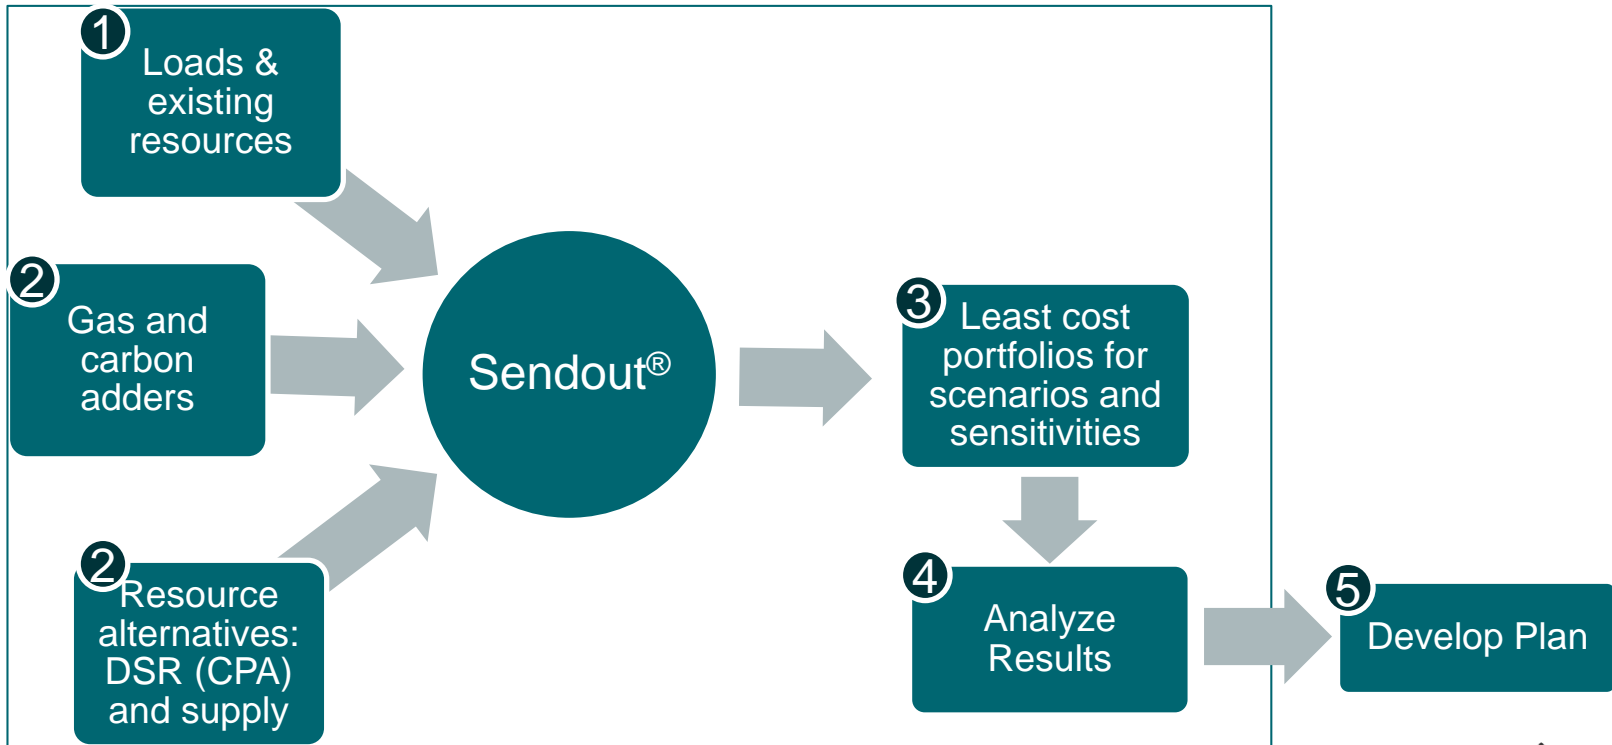 1
Loads &
existing
resources
2
Gas and
carbon
adders
2
Resource
alternatives:
DSR (CPA)
and supply
Sendout®
3
Least cost
portfolios for
scenarios and
sensitivities
4
Analyze
Results
5
Develop Plan